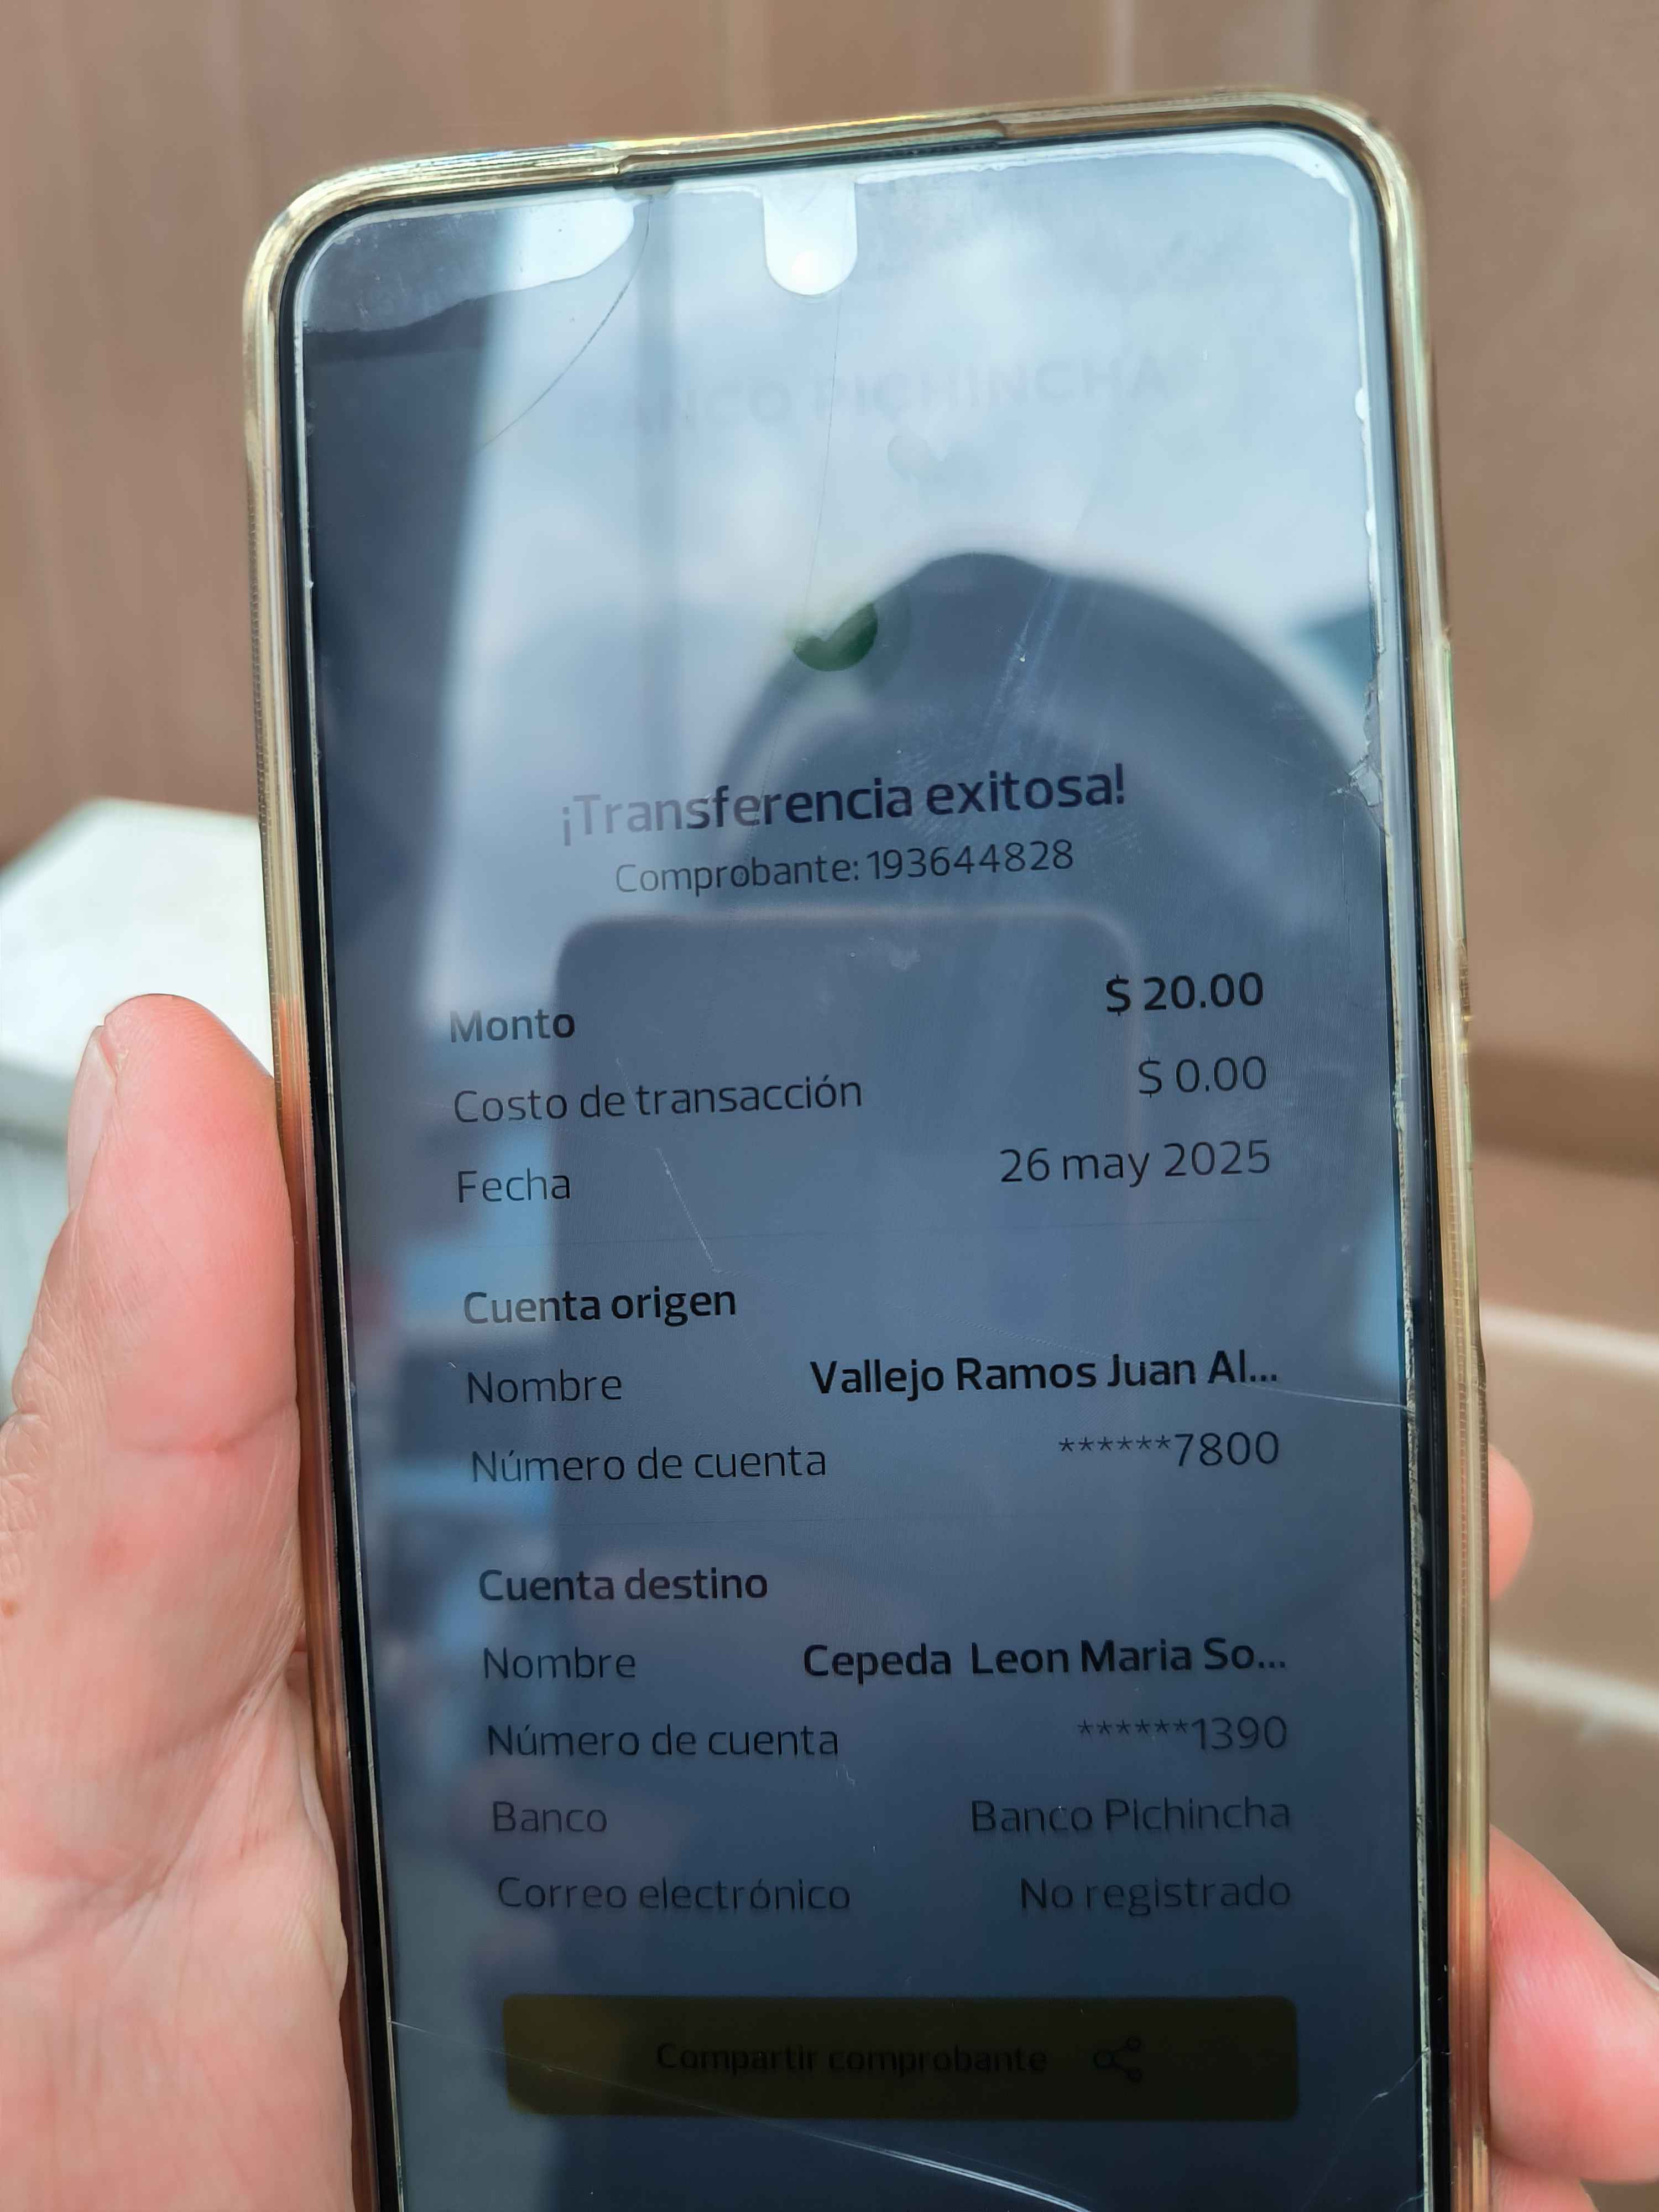 BANCO PICHINCHA
¡Transferencia exitosa!
Comprobante: 193644828
Monto $ 20.00
Costo de transacción $ 0.00
Fecha 26 may 2025
Cuenta origen
Nombre Vallejo Ramos Juan Al...
Número de cuenta ******7800
Cuenta destino
Nombre Cepeda Leon Maria So...
Número de cuenta ******1390
Banco Banco Pichincha
Correo electrónico No registrado
Compartir comprobante